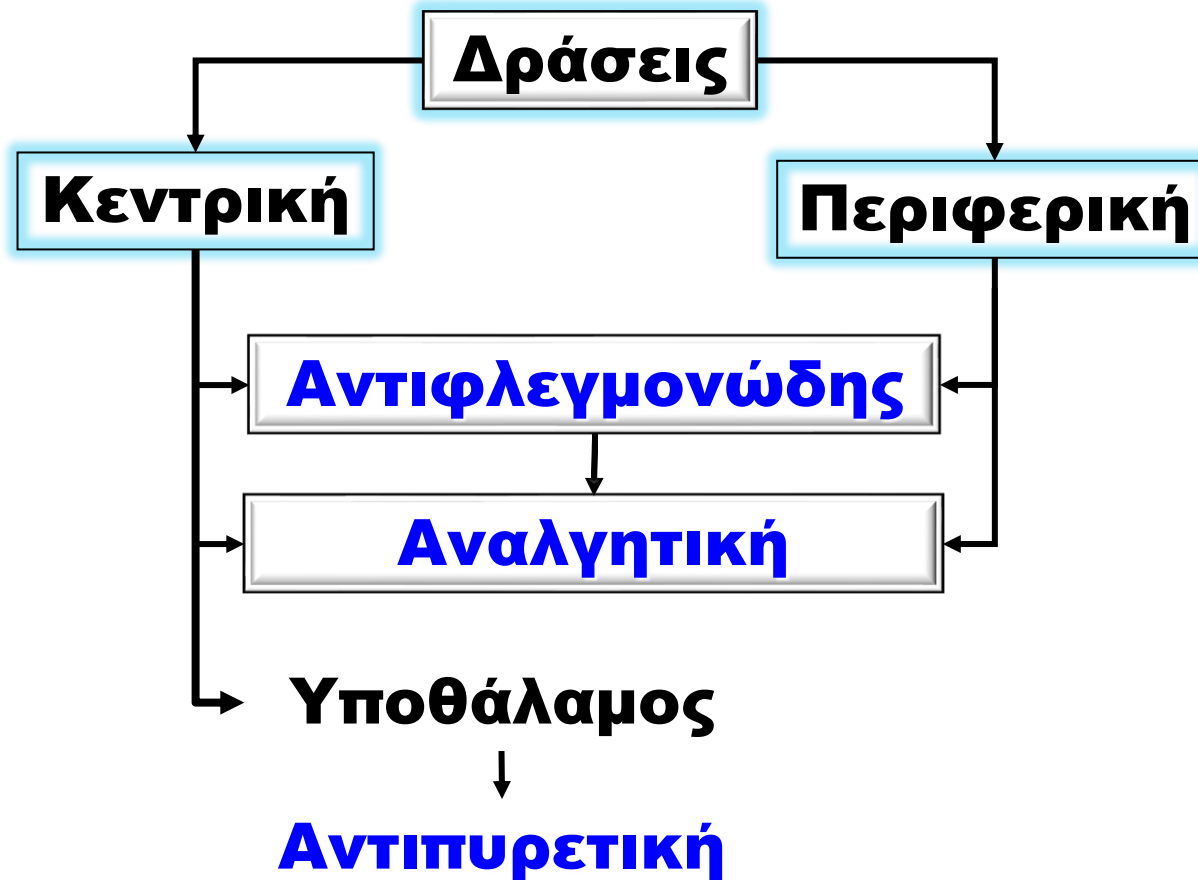 Δράσεις
Κεντρική
Περιφερική
Αντιφλεγμονώδης
Αναλγητική
Υποθάλαμος
Αντιπυρετική